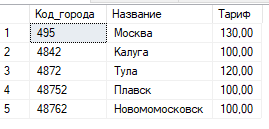 Код_города Название Тариф
1 495 Москва 130,00
2 4842 Калуга 100,00
3 4872 Тула 120,00
4 48752 Плавск 100,00
5 48762 Новомомосковск 100,00